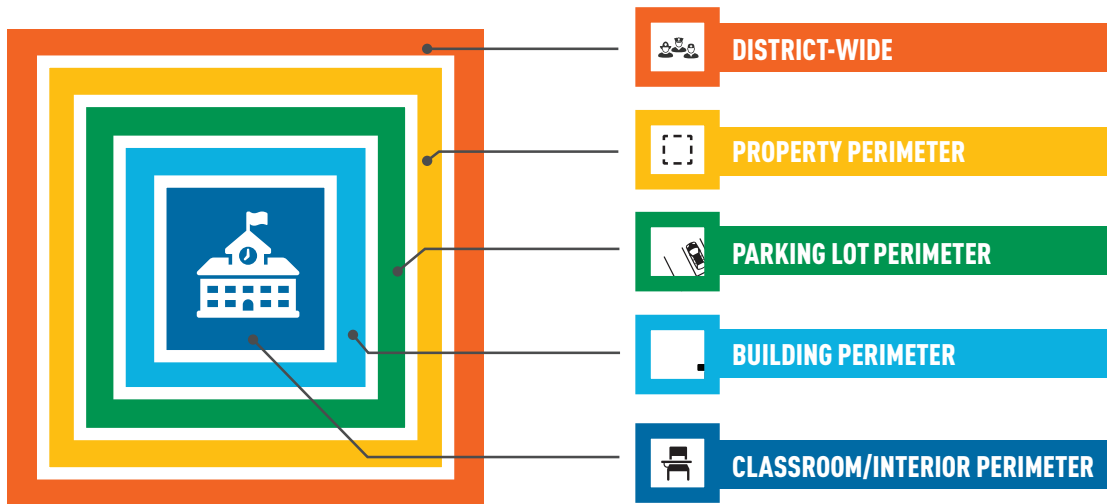 DISTRICT-WIDE
PROPERTY PERIMETER
PARKING LOT PERIMETER
BUILDING PERIMETER
CLASSROOM/INTERIOR PERIMETER